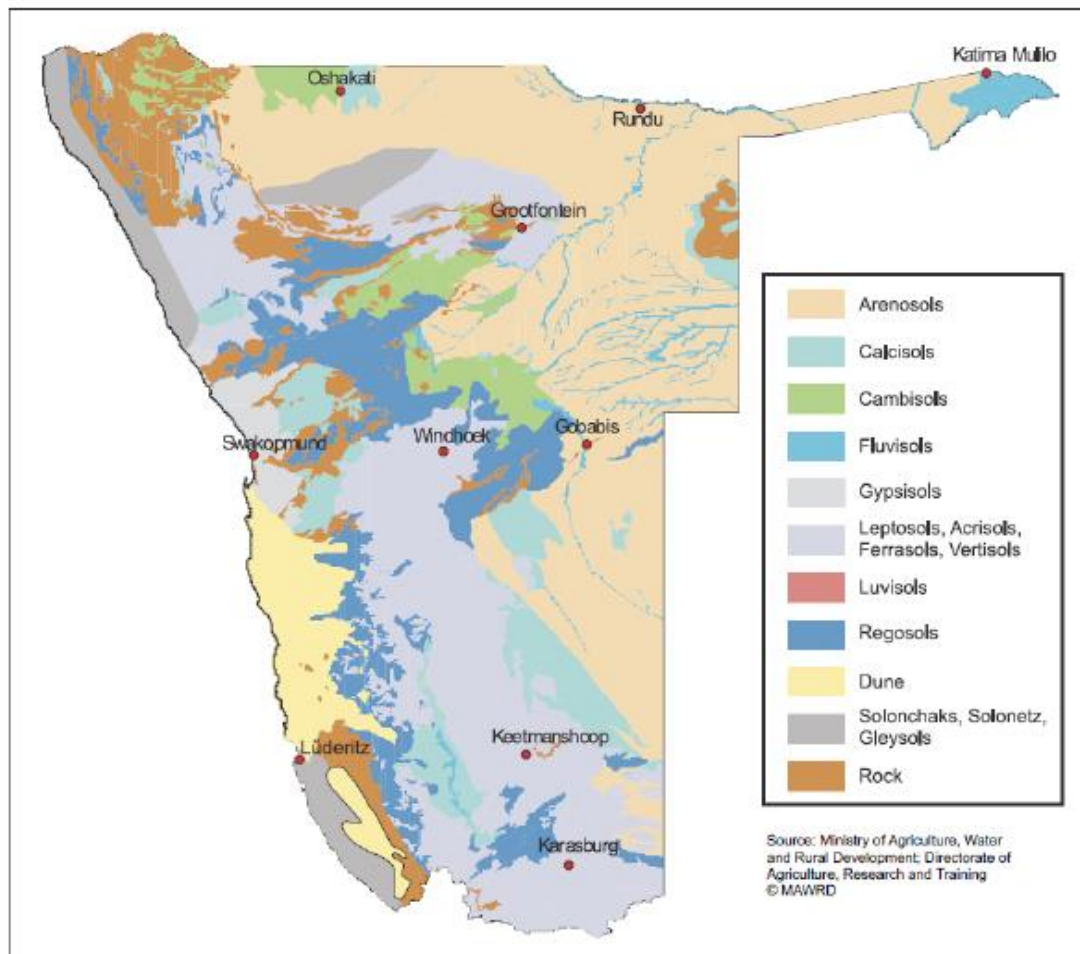 Katima Mulilo
Oshakati
Rundu
Grootfontein
Swakopmund
Windhoek
Gobabis
Lüderitz
Keetmanshoop
Karasburg
Arenosols
Calcisols
Cambisols
Fluvisols
Gypsisols
Leptosols, Acrisols,
Ferrasols, Vertisols
Luvisols
Regosols
Dune
Solonchaks, Solonetz,
Gleysols
Rock
Source: Ministry of Agriculture, Water
and Rural Development; Directorate of
Agriculture, Research and Training
© MAWRD